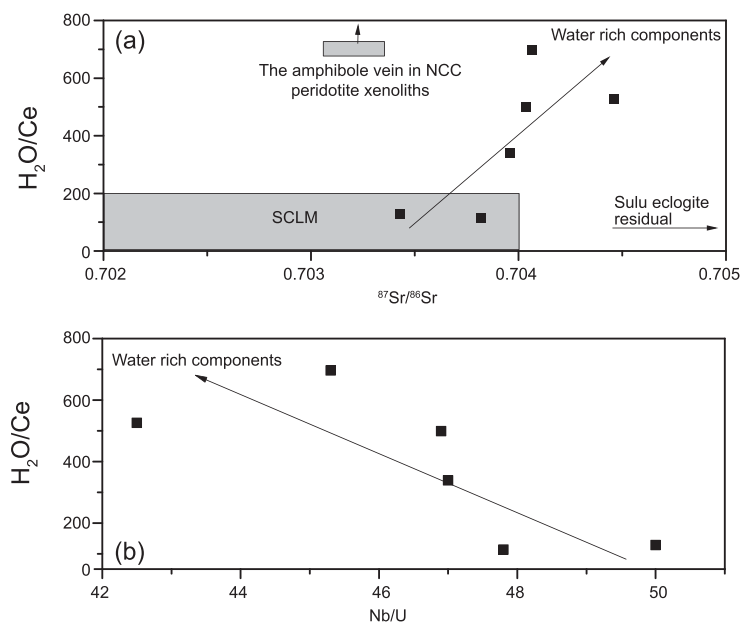 800
(a)
Water rich components
600
The amphibole vein in NCC
peridotite xenoliths
H2O/Ce
400
200
SCLM
Sulu eclogite
residual
0
0.702
0.703
0.704
0.705
87Sr/86Sr
800
Water rich components
600
H2O/Ce
400
200
(b)
0
42
44
46
48
50
Nb/U